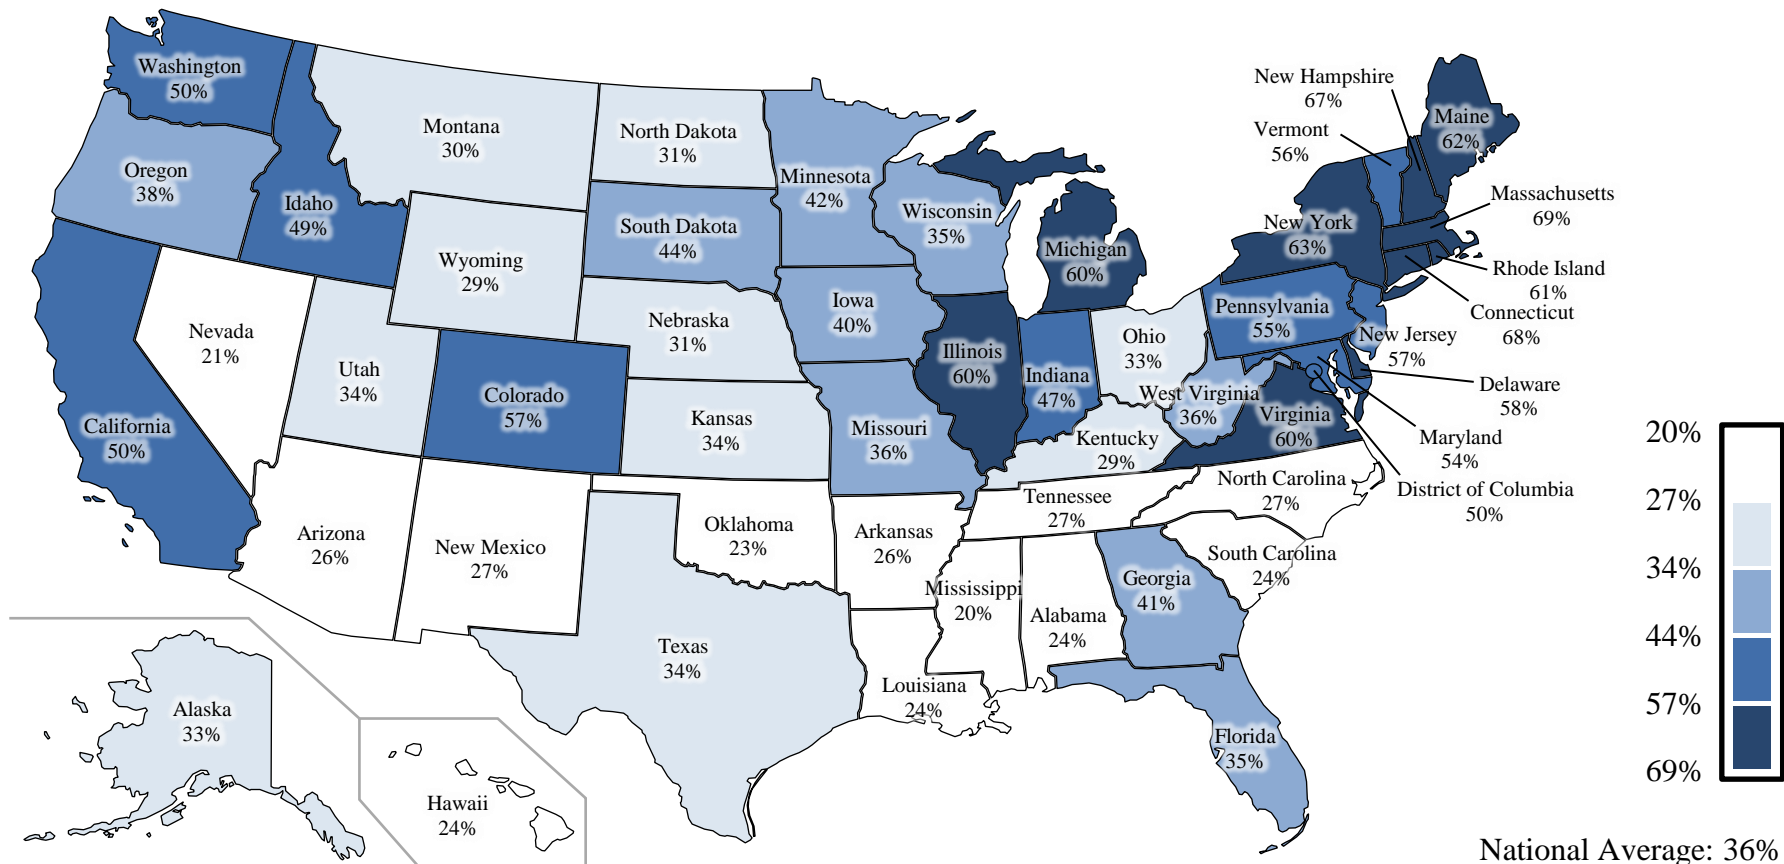 Washington
50%
Oregon
38%
California
50%
Idaho
49%
Nevada
21%
Montana
30%
Wyoming
29%
Utah
34%
Colorado
57%
Arizona
26%
New Mexico
27%
North Dakota
31%
South Dakota
44%
Nebraska
31%
Kansas
34%
Oklahoma
23%
Texas
34%
Minnesota
42%
Iowa
40%
Missouri
36%
Arkansas
26%
Louisiana
24%
Wisconsin
35%
Illinois
60%
Michigan
60%
Indiana
47%
Ohio
33%
Kentucky
29%
Tennessee
27%
Mississippi
20%
Alabama
24%
Georgia
41%
Florida
35%
South Carolina
24%
North Carolina
27%
West Virginia
36%
Virginia
60%
Pennsylvania
55%
New York
63%
New Hampshire
67%
Vermont
56%
Maine
62%
Massachusetts
69%
Rhode Island
61%
Connecticut
68%
New Jersey
57%
Delaware
58%
Maryland
54%
District of Columbia
50%
Alaska
33%
Hawaii
24%
20%
27%
34%
44%
57%
69%
National Average: 36%